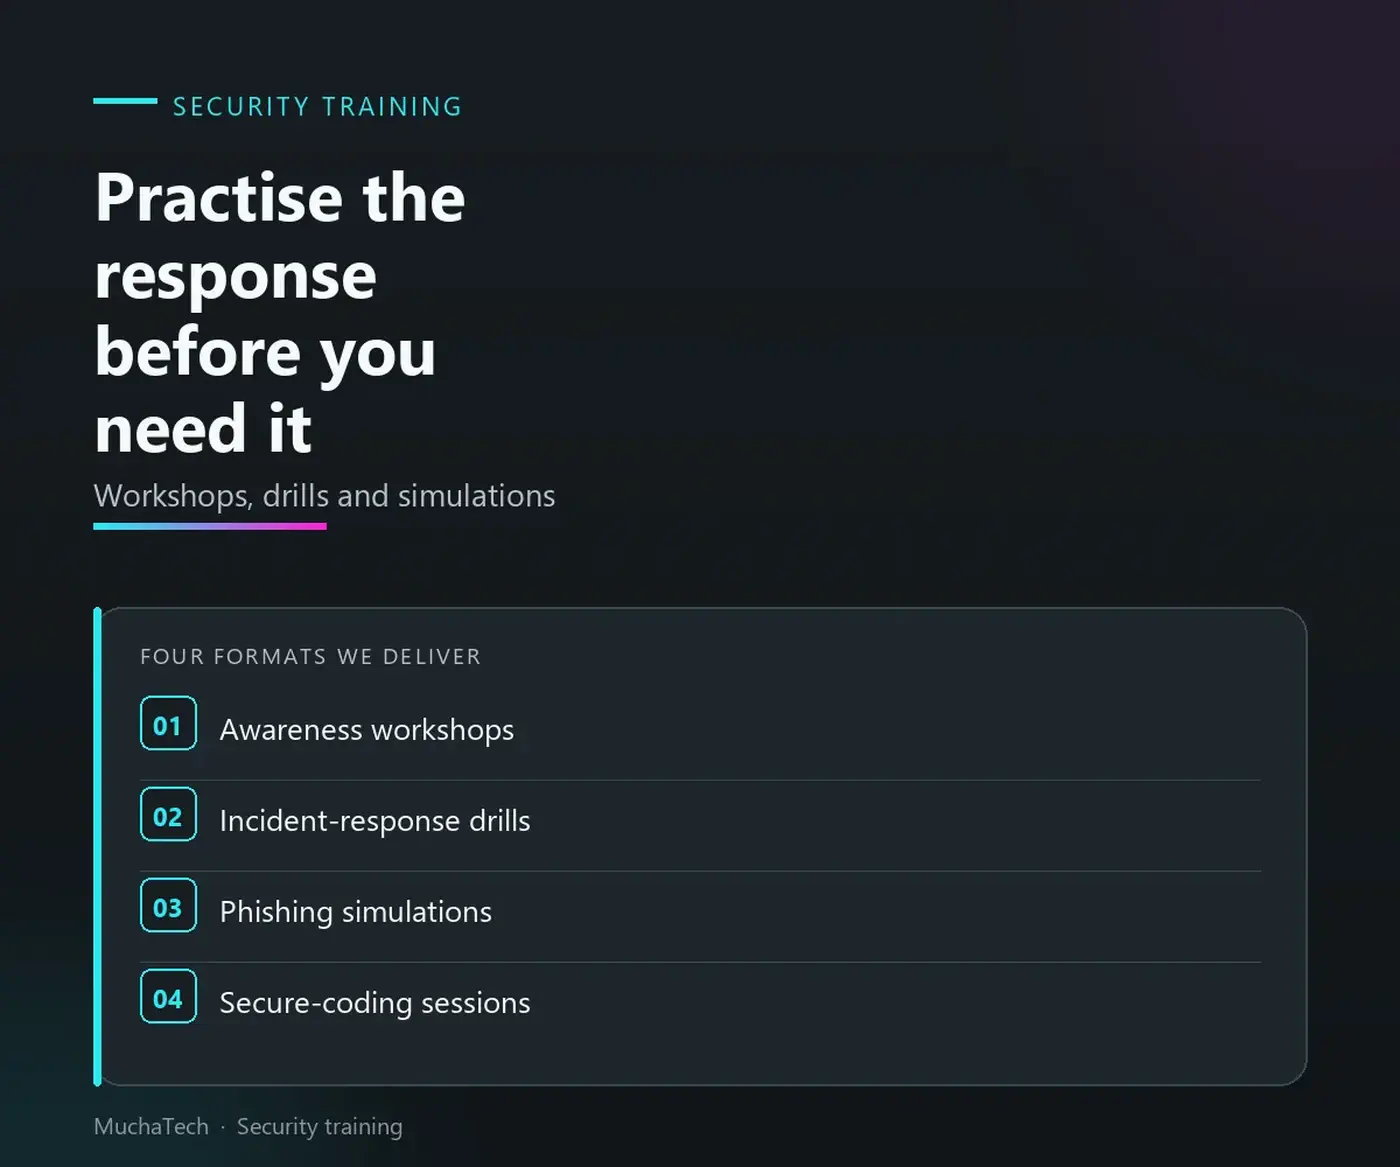 SECURITY TRAINING
Practise the
response
before you
need it
Workshops, drills and simulations
FOUR FORMATS WE DELIVER
01 Awareness workshops
02 Incident-response drills
03 Phishing simulations
04 Secure-coding sessions
MuchaTech · Security training